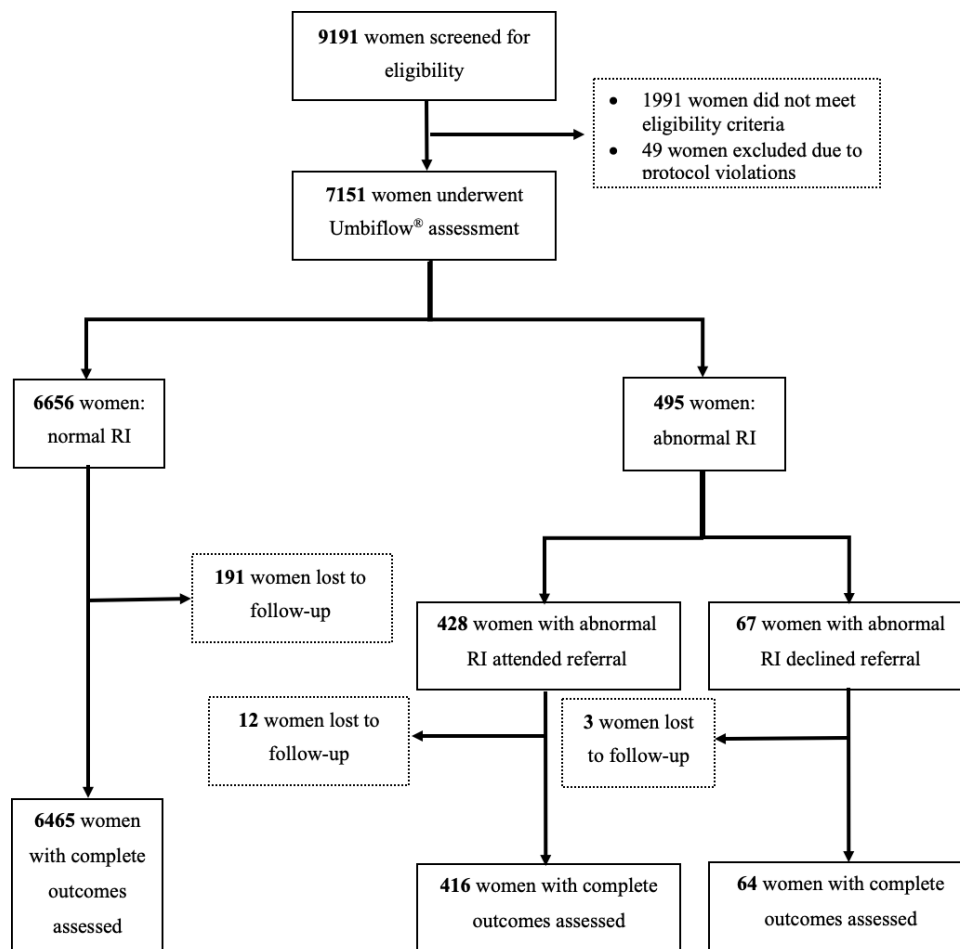 9191 women screened for
eligibility
• 1991 women did not meet
eligibility criteria
• 49 women excluded due to
protocol violations
7151 women underwent
Umbiflow® assessment
6656 women:
normal RI
495 women:
abnormal RI
191 women lost to
follow-up
428 women with abnormal
RI attended referral
67 women with abnormal
RI declined referral
12 women lost to
follow-up
3 women lost
to follow-up
6465 women
with complete
outcomes
assessed
416 women with complete
outcomes assessed
64 women with complete
outcomes assessed